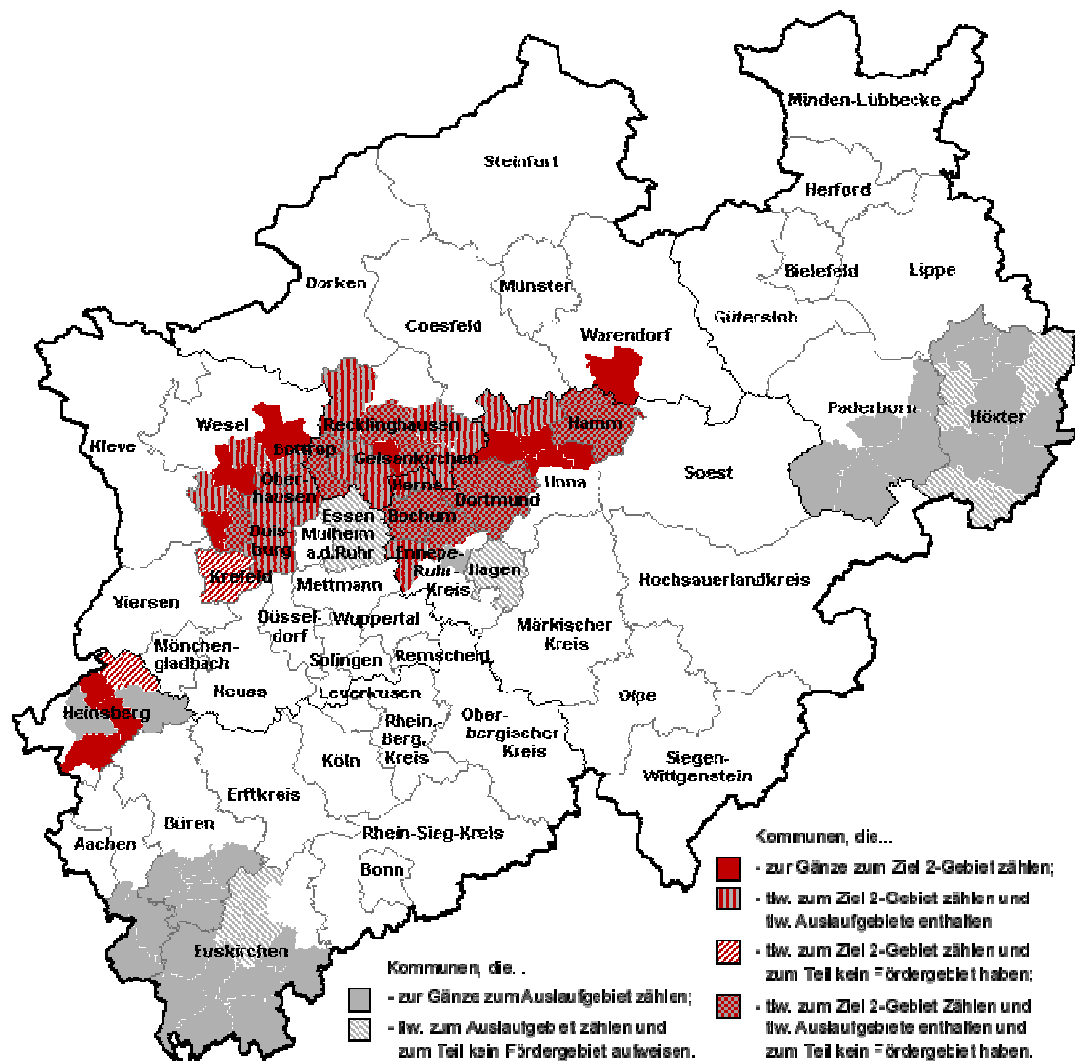 Minden-Lübbecke
Steinfurt
Herford
Bielefeld
Lippe
Borken
Münster
Coesfeld
Gütersloh
Warendorf
Paderborn
Höxter
Wesel
Recklinghausen
Hamm
Kleve
Bottrop
Gelsenkirchen
Soest
Ober-
hausen
Herne
Unna
Dortmund
Essen
Bochum
Duis-
burg
Mülheim
a.d.Ruhr
Ennepe-
Ruhr
Kreis
Hagen
Krefeld
Mettmann
Hochsauerlandkreis
Viersen
Düssel-
dorf
Wuppertal
Märkischer
Kreis
Mönchen-
gladbach
Solingen
Remscheid
Neuss
Leverkusen
Olpe
Heinsberg
Rhein.
Berg.
Kreis
Ober-
bergischer
Kreis
Köln
Siegen-
Wittgenstein
Erftkreis
Düren
Rhein-Sieg-Kreis
Aachen
Bonn
Euskirchen
Kommunen, die...
- zur Gänze zum Ziel 2-Gebiet zählen;
- tlw. zum Ziel 2-Gebiet zählen und
tlw. Auslaufgebiete enthalten
- tlw. zum Ziel 2-Gebiet zählen und
zum Teil kein Fördergebiet haben;
- tlw. zum Ziel 2-Gebiet Zählen und
tlw. Auslaufgebiete enthalten und
zum Teil kein Fördergebiet haben.
Kommunen, die...
- zur Gänze zum Auslaufgebiet zählen;
- tlw. zum Auslaufgebiet zählen und
zum Teil kein Fördergebiet aufweisen.